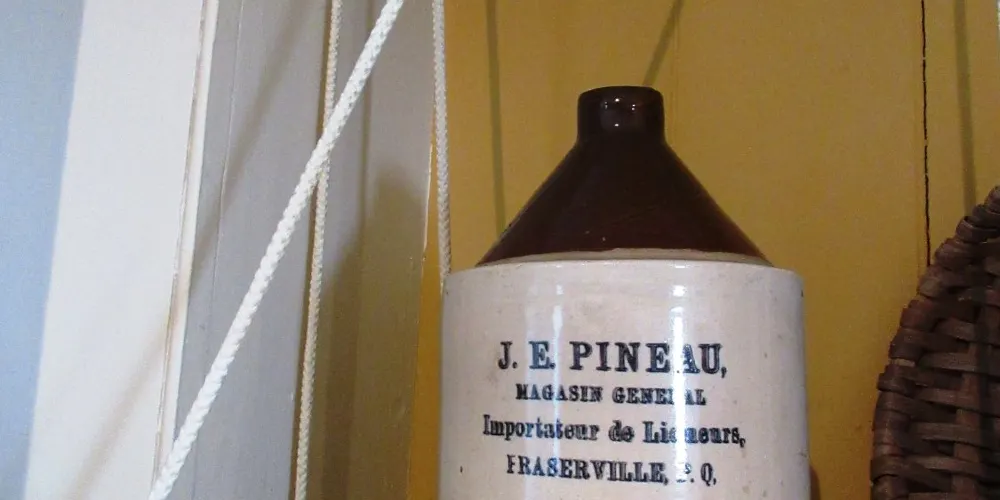 J. E. PINEAU,
MAGASIN GENERAL
Importateur de Liqueurs,
FRASERVILLE, P. Q.